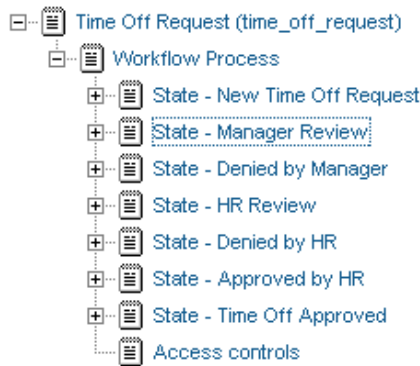 Time Off Request (time_off_request)
Workflow Process
State - New Time Off Request
State - Manager Review
State - Denied by Manager
State - HR Review
State - Denied by HR
State - Approved by HR
State - Time Off Approved
Access controls